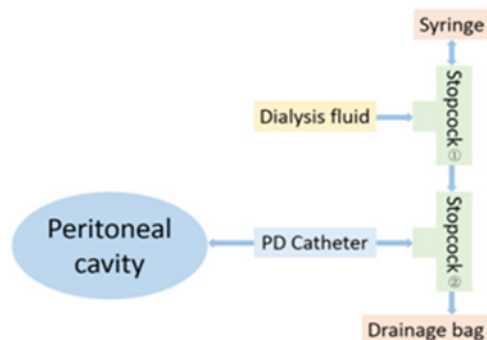 Syringe
Stopcock ①
Dialysis fluid
Stopcock ②
Peritoneal
cavity
PD Catheter
Drainage bag